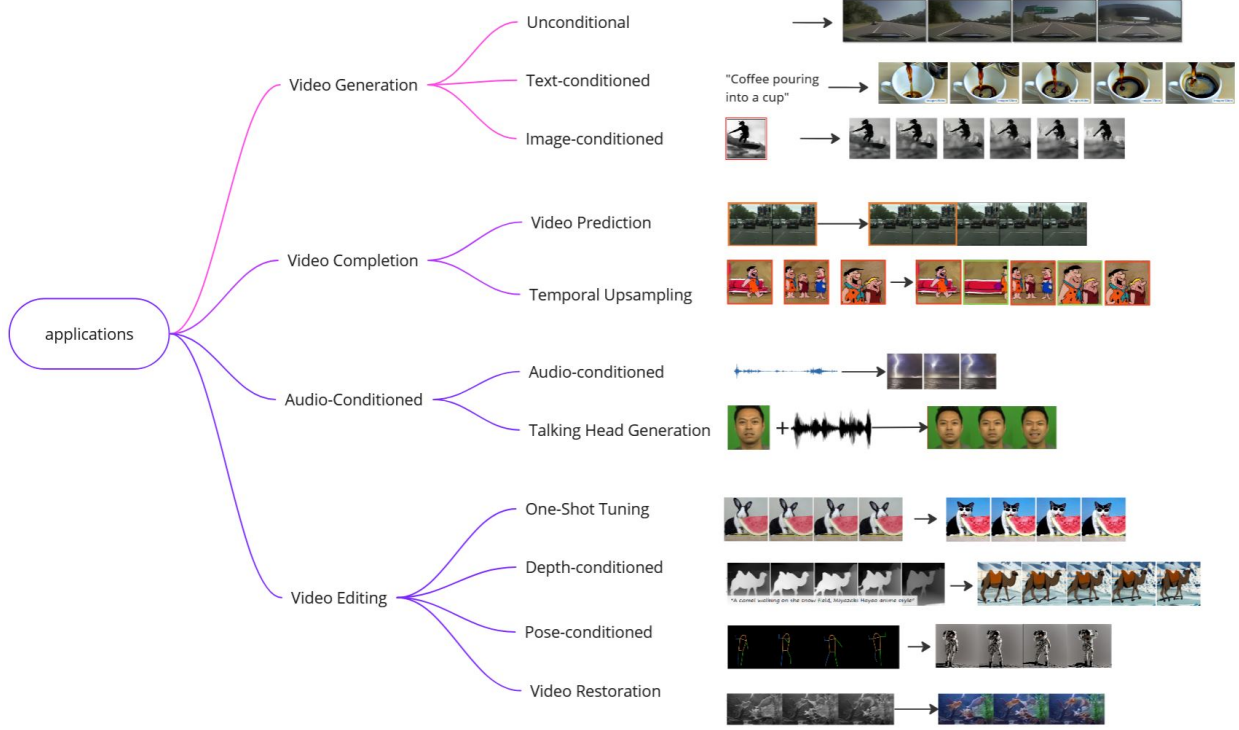 Unconditional
Video Generation
Text-conditioned
"Coffee pouring
into a cup"
Image-conditioned
Video Prediction
Video Completion
Temporal Upsampling
applications
Audio-conditioned
Audio-Conditioned
Talking Head Generation
One-Shot Tuning
Depth-conditioned
"A camel walking on the snow field, Miyazaki Hayao anime style"
Video Editing
Pose-conditioned
Video Restoration